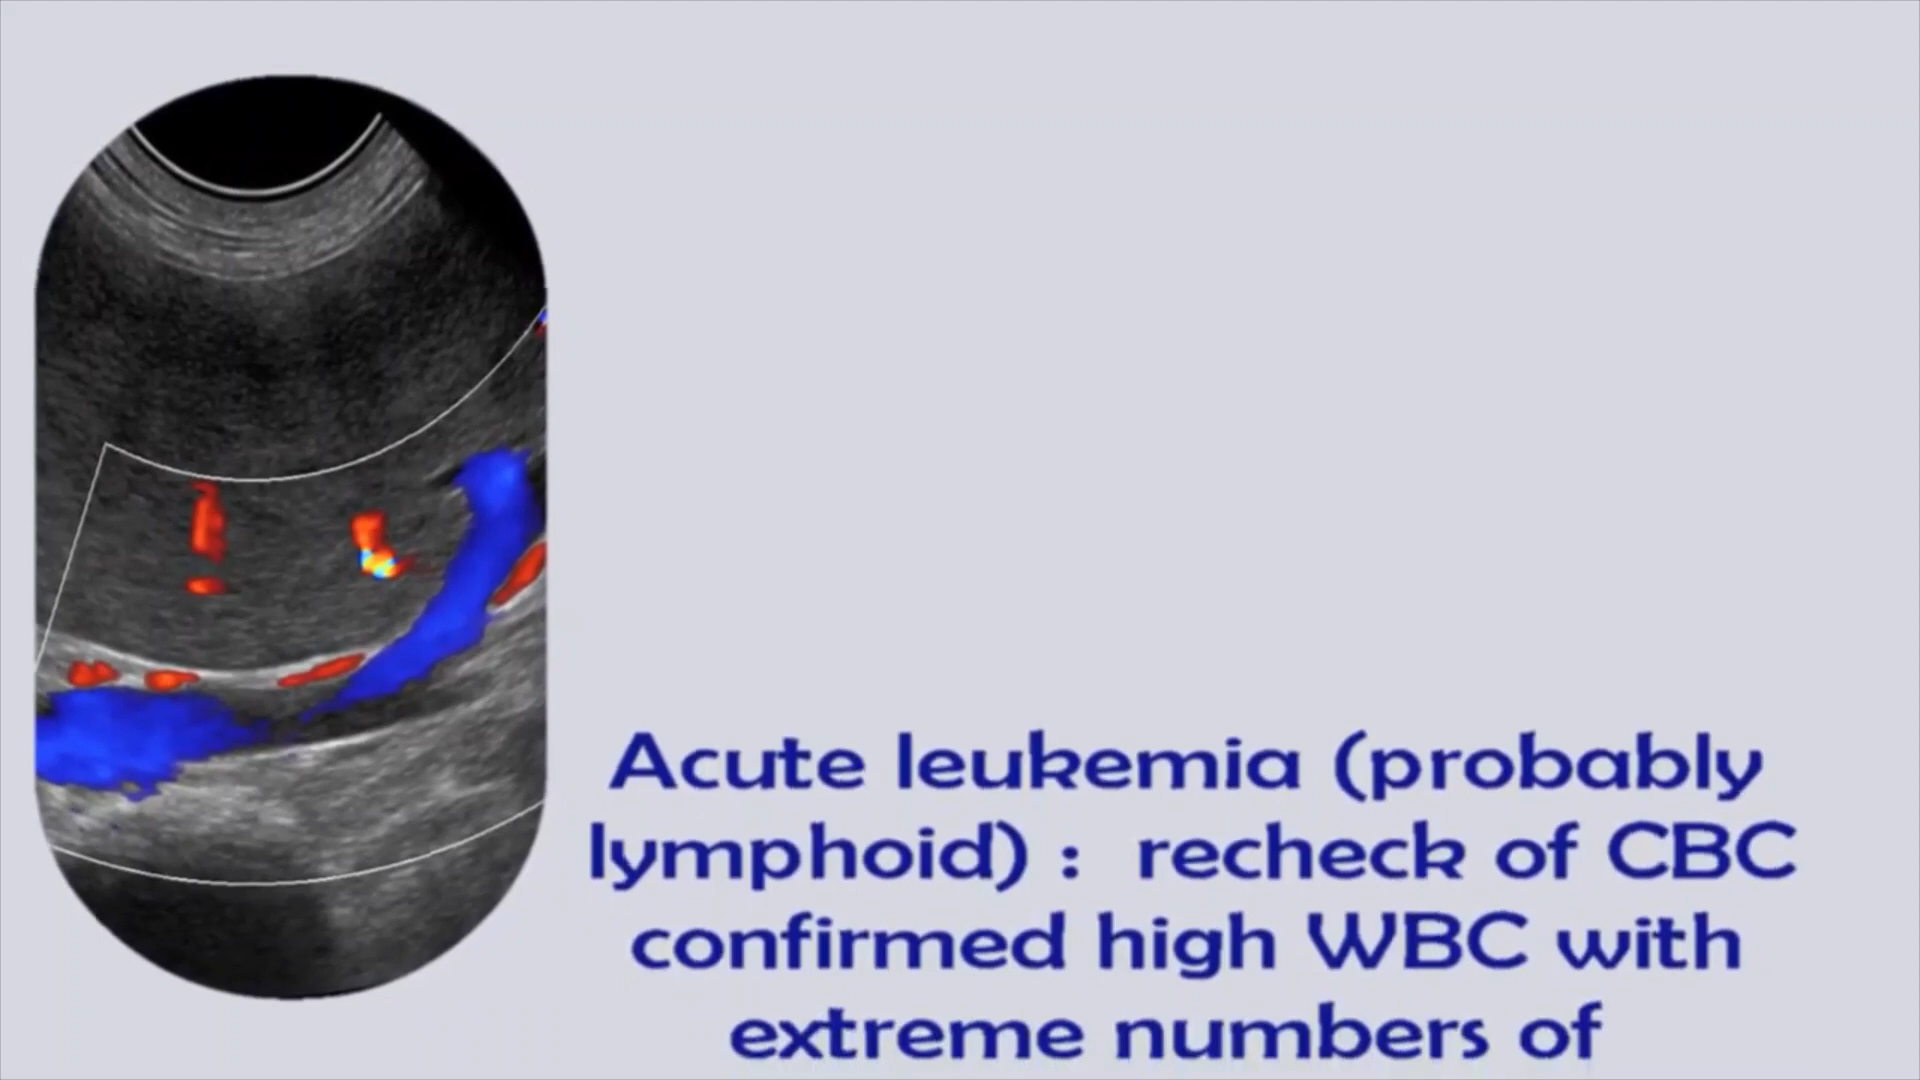 Acute leukemia (probably
lymphoid) : recheck of CBC
confirmed high WBC with
extreme numbers of